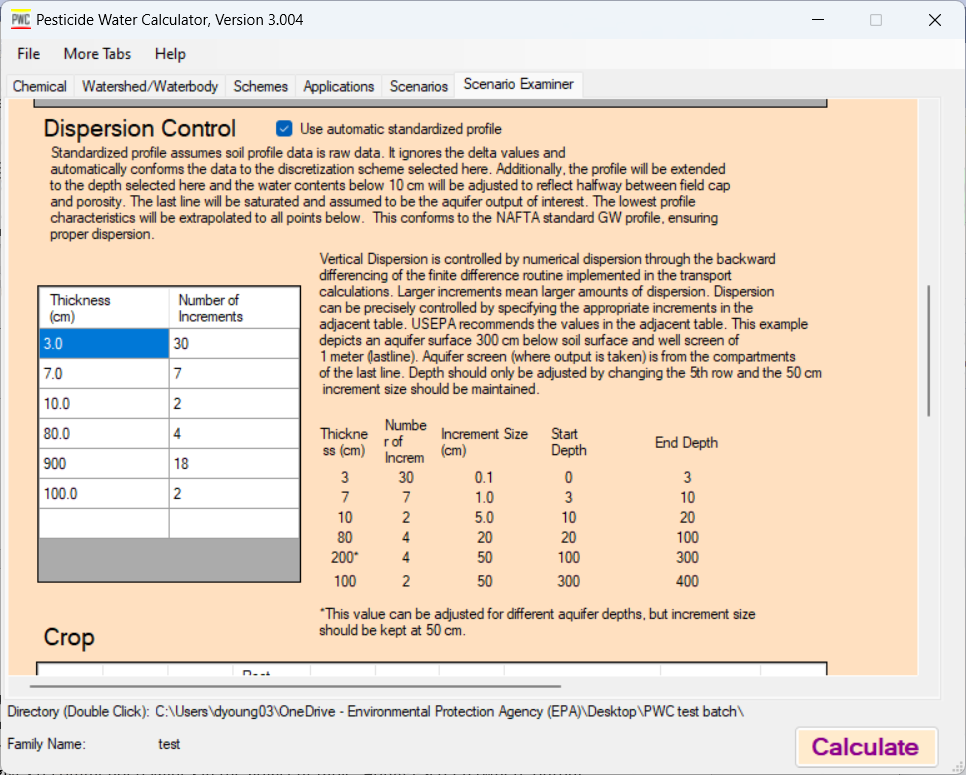 PWC Pesticide Water Calculator, Version 3.004
File More Tabs Help
Chemical Watershed/Waterbody Schemes Applications Scenarios Scenario Examiner
Dispersion Control Use automatic standardized profile
Standardized profile assumes soil profile data is raw data. It ignores the delta values and
automatically conforms the data to the discretization scheme selected here. Additionally, the profile will be extended
to the depth selected here and the water contents below 10 cm will be adjusted to reflect halfway between field cap
and porosity. The last line will be saturated and assumed to be the aquifer output of interest. The lowest profile
characteristics will be extrapolated to all points below. This conforms to the NAFTA standard GW profile, ensuring
proper dispersion.
Vertical Dispersion is controlled by numerical dispersion through the backward
differencing of the finite difference routine implemented in the transport
calculations. Larger increments mean larger amounts of dispersion. Dispersion
can be precisely controlled by specifying the appropriate increments in the
adjacent table. USEPA recommends the values in the adjacent table. This example
depicts an aquifer surface 300 cm below soil surface and well screen of
1 meter (lastline). Aquifer screen (where output is taken) is from the compartments
of the last line. Depth should only be adjusted by changing the 5th row and the 50 cm
increment size should be maintained.
Thickness Number of
(cm) Increments
3.0 30
7.0 7
10.0 2
80.0 4
900 18
100.0 2
Numbe
Thickne r of Increment Size Start End Depth
ss (cm) Increm (cm) Depth
3 30 0.1 0 3
7 7 1.0 3 10
10 2 5.0 10 20
80 4 20 20 100
200* 4 50 100 300
100 2 50 300 400
*This value can be adjusted for different aquifer depths, but increment size
should be kept at 50 cm.
Crop
Directory (Double Click): C:\Users\dyoung03\OneDrive - Environmental Protection Agency (EPA)\Desktop\PWC test batch\
Family Name: test
Calculate